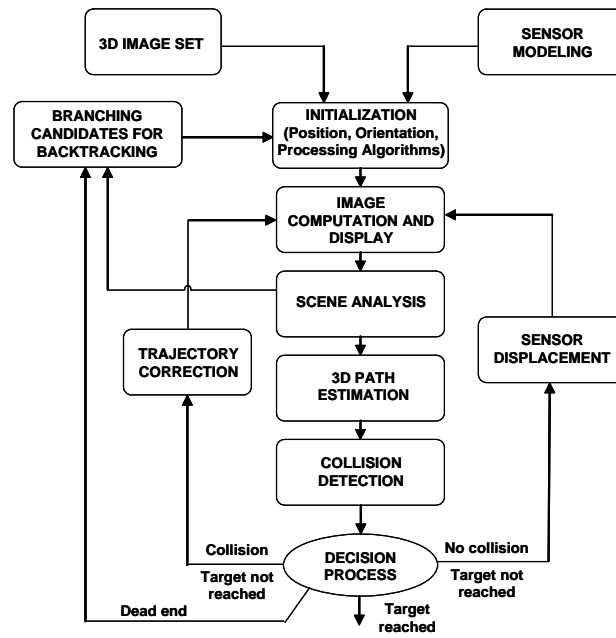 3D IMAGE SET
SENSOR
MODELING
BRANCHING
CANDIDATES FOR
BACKTRACKING
INITIALIZATION
(Position, Orientation,
Processing Algorithms)
IMAGE
COMPUTATION AND
DISPLAY
SCENE ANALYSIS
TRAJECTORY
CORRECTION
SENSOR
DISPLACEMENT
3D PATH
ESTIMATION
COLLISION
DETECTION
Collision
Target not
reached
DECISION
PROCESS
No collision
Target not
reached
Dead end
Target
reached